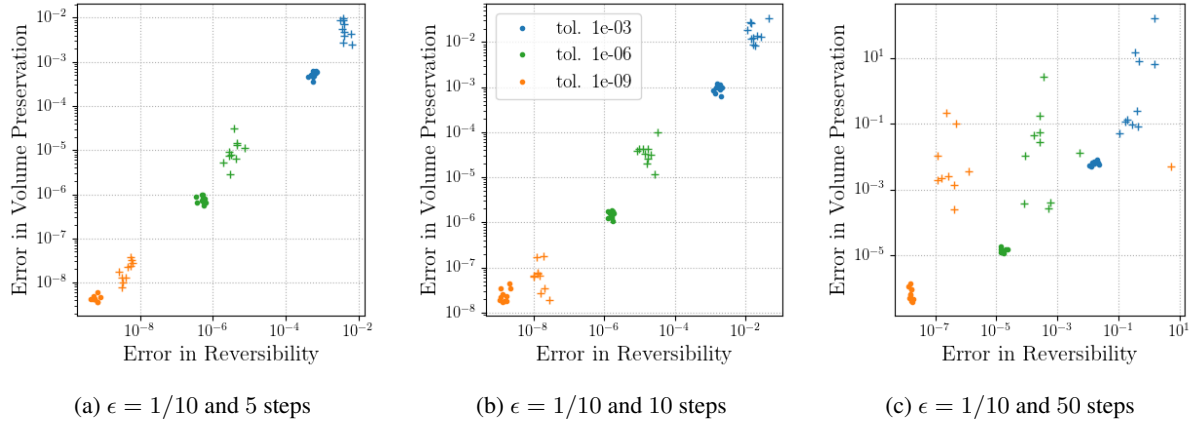 10⁻²
10⁻³
10⁻⁴
10⁻⁵
10⁻⁶
10⁻⁷
10⁻⁸
Error in Volume Preservation
10⁻⁸ 10⁻⁶ 10⁻⁴ 10⁻²
Error in Reversibility
(a) ϵ = 1/10 and 5 steps
tol. 1e-03
tol. 1e-06
tol. 1e-09
10⁻²
10⁻³
10⁻⁴
10⁻⁵
10⁻⁶
10⁻⁷
10⁻⁸
Error in Volume Preservation
10⁻⁸ 10⁻⁶ 10⁻⁴ 10⁻²
Error in Reversibility
(b) ϵ = 1/10 and 10 steps
10¹
10⁻¹
10⁻³
10⁻⁵
Error in Volume Preservation
10⁻⁷ 10⁻⁵ 10⁻³ 10⁻¹ 10¹
Error in Reversibility
(c) ϵ = 1/10 and 50 steps